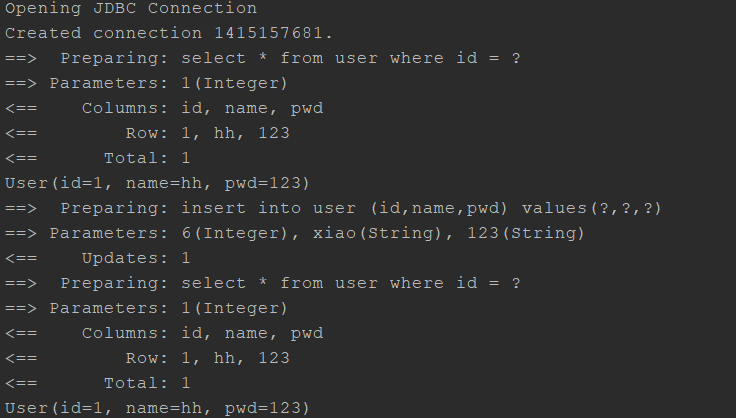 Opening JDBC Connection
Created connection 1415157681.
==>  Preparing: select * from user where id = ?
==> Parameters: 1(Integer)
<==    Columns: id, name, pwd
<==        Row: 1, hh, 123
<==      Total: 1
User(id=1, name=hh, pwd=123)
==>  Preparing: insert into user (id,name,pwd) values(?,?,?)
==> Parameters: 6(Integer), xiao(String), 123(String)
<==    Updates: 1
==>  Preparing: select * from user where id = ?
==> Parameters: 1(Integer)
<==    Columns: id, name, pwd
<==        Row: 1, hh, 123
<==      Total: 1
User(id=1, name=hh, pwd=123)